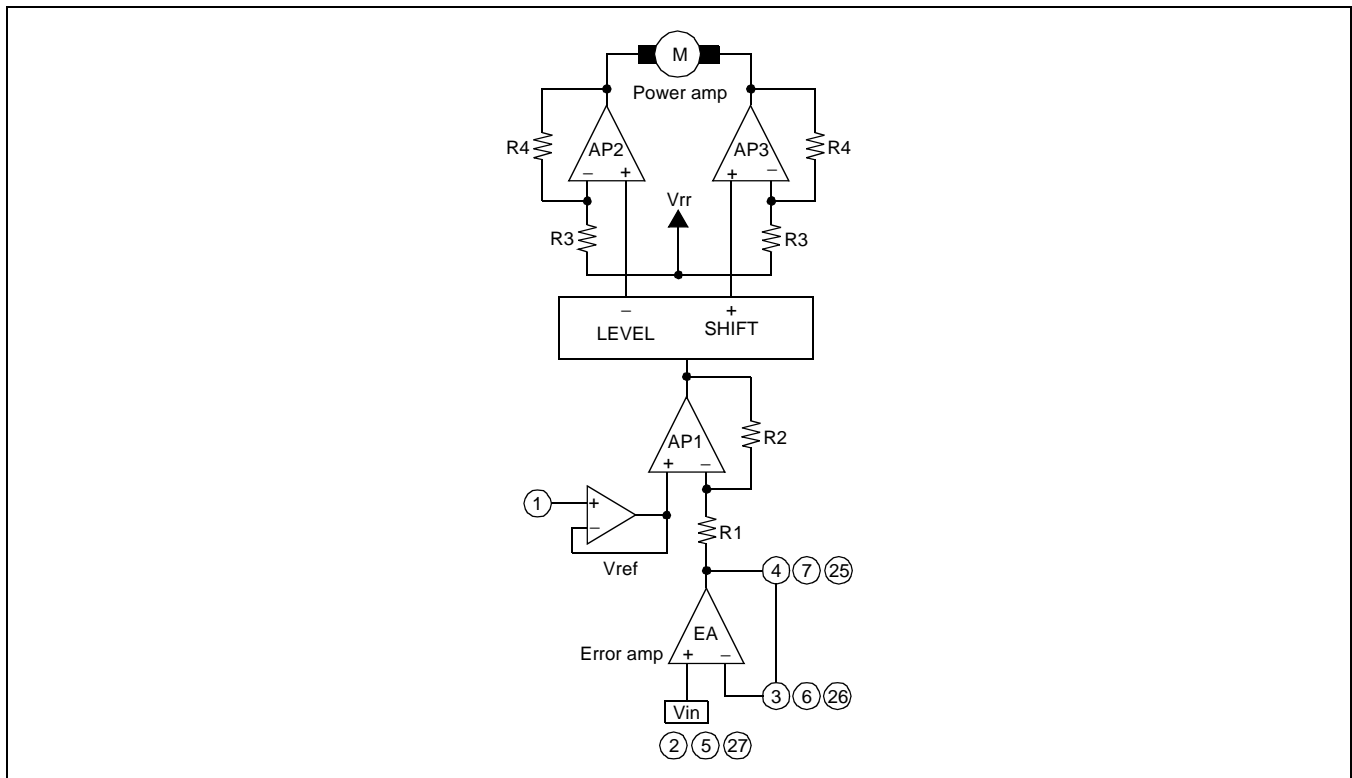 M
Power amp
R4 AP2 AP3 R4
− + + −
Vrr
R3 R3
− +
LEVEL SHIFT
AP1 R2
+ −
1 +
−
R1
Vref
4 7 25
EA
Error amp + −
3 6 26
Vin
2 5 27